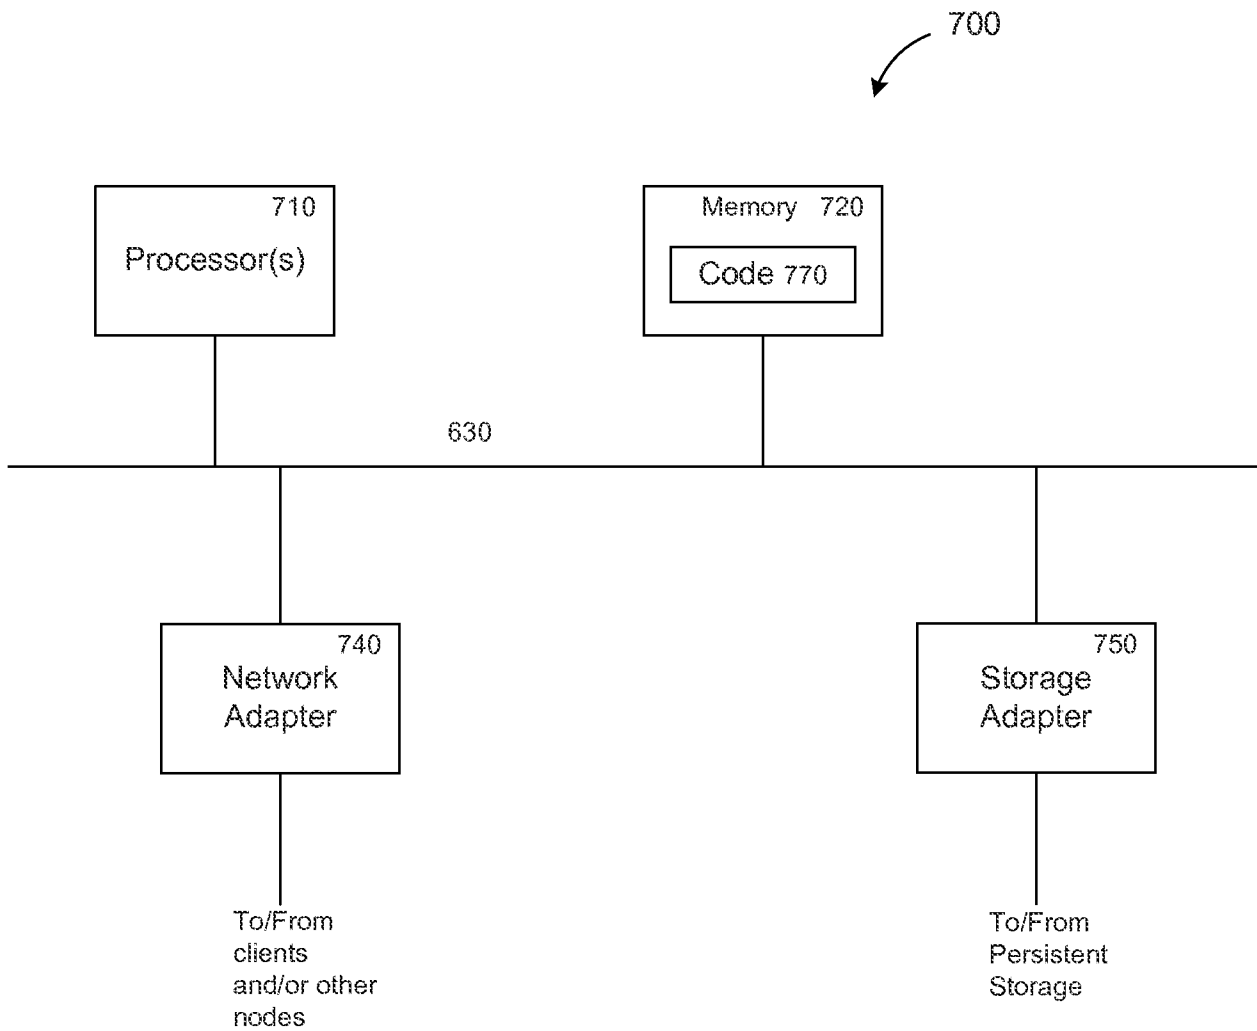 700
710
Processor(s)
Memory 720
Code 770
630
740
Network
Adapter
750
Storage
Adapter
To/From
clients
and/or other
nodes
To/From
Persistent
Storage